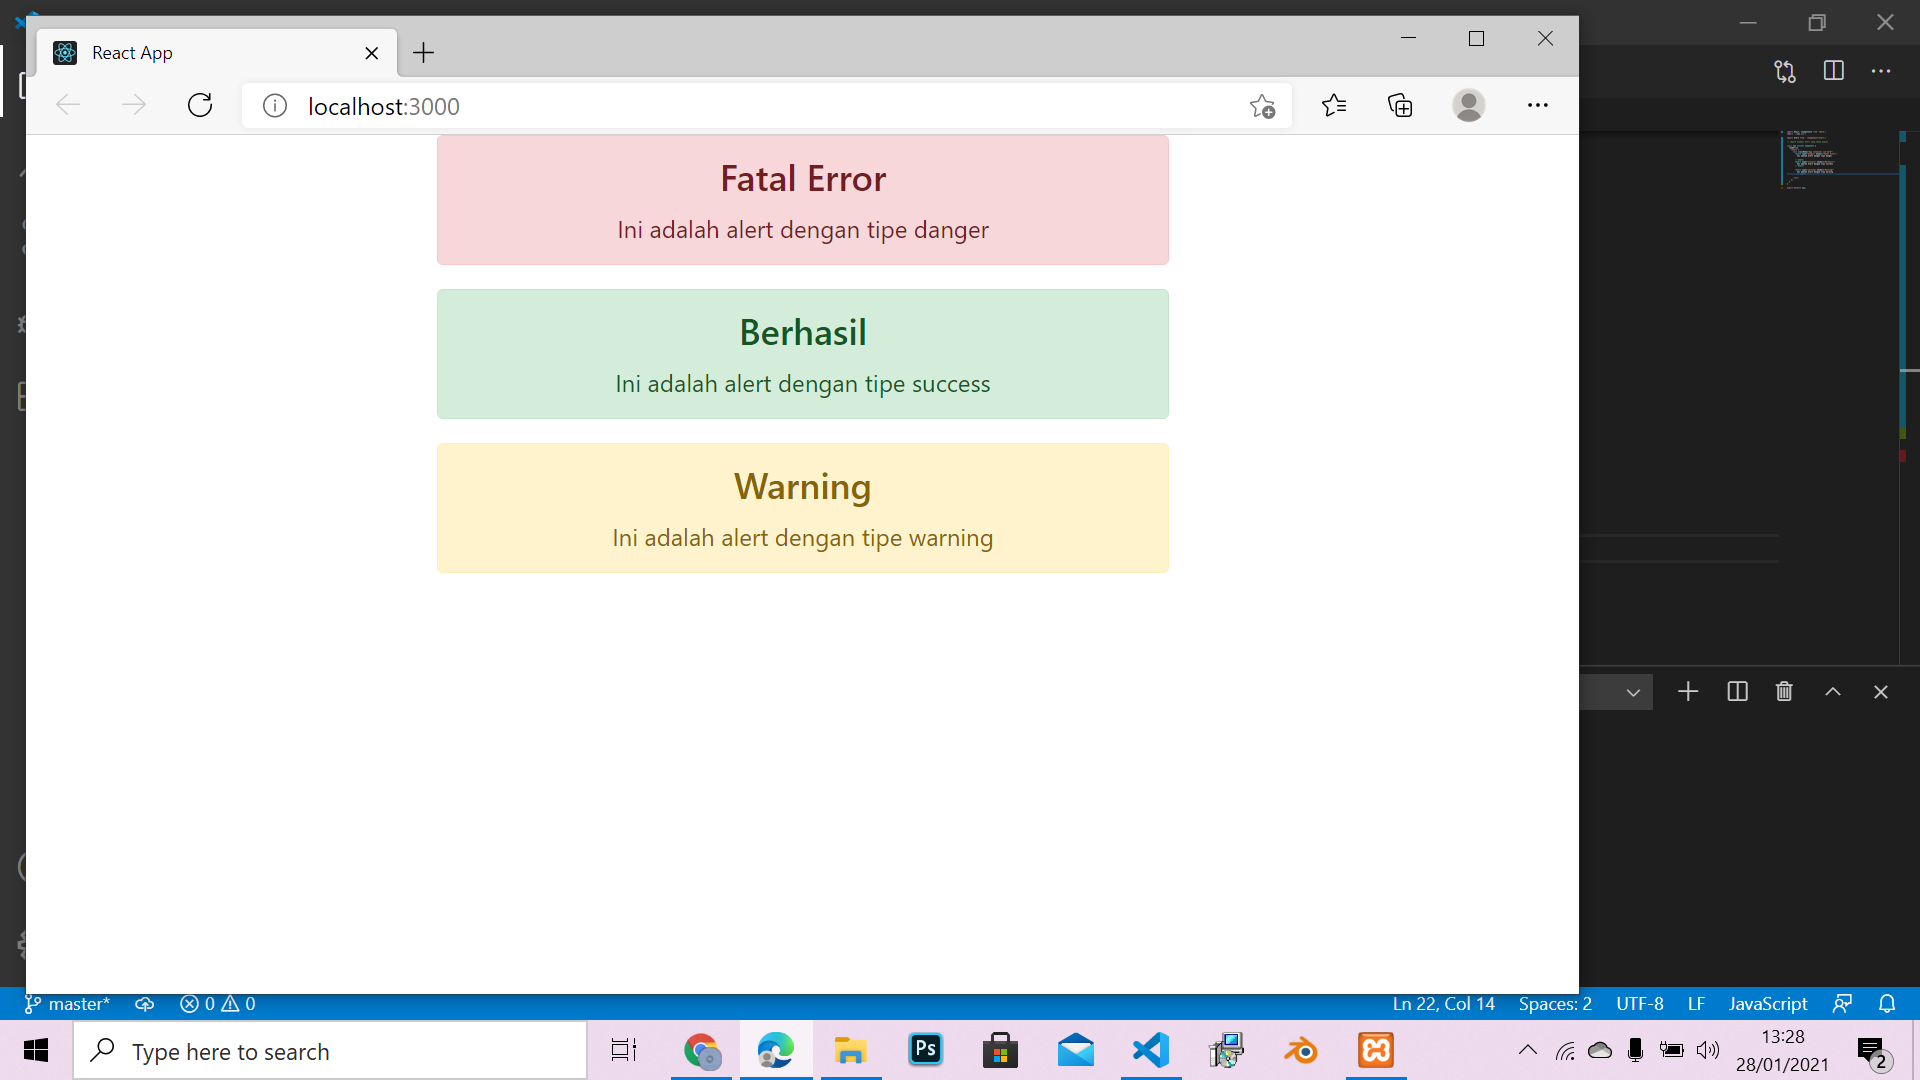 React App
localhost:3000
Fatal Error
Ini adalah alert dengan tipe danger
Berhasil
Ini adalah alert dengan tipe success
Warning
Ini adalah alert dengan tipe warning
master* 0 0 Ln 22, Col 14 Spaces: 2 UTF-8 LF JavaScript
Type here to search
Ps
13:28
28/01/2021
2